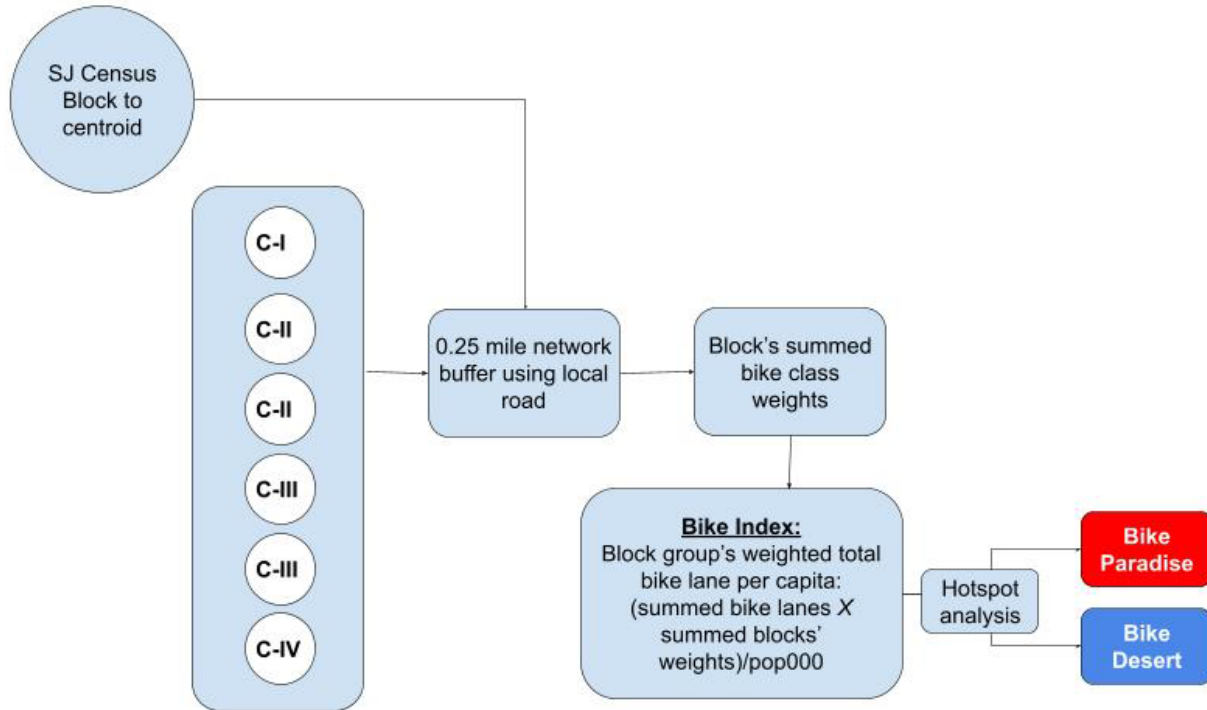 SJ Census
Block to
centroid
C-I
C-II
C-II
C-III
C-III
C-IV
0.25 mile network
buffer using local
road
Block's summed
bike class
weights
Bike Index:
Block group's weighted total
bike lane per capita:
(summed bike lanes X
summed blocks'
weights)/pop000
Hotspot
analysis
Bike
Paradise
Bike
Desert